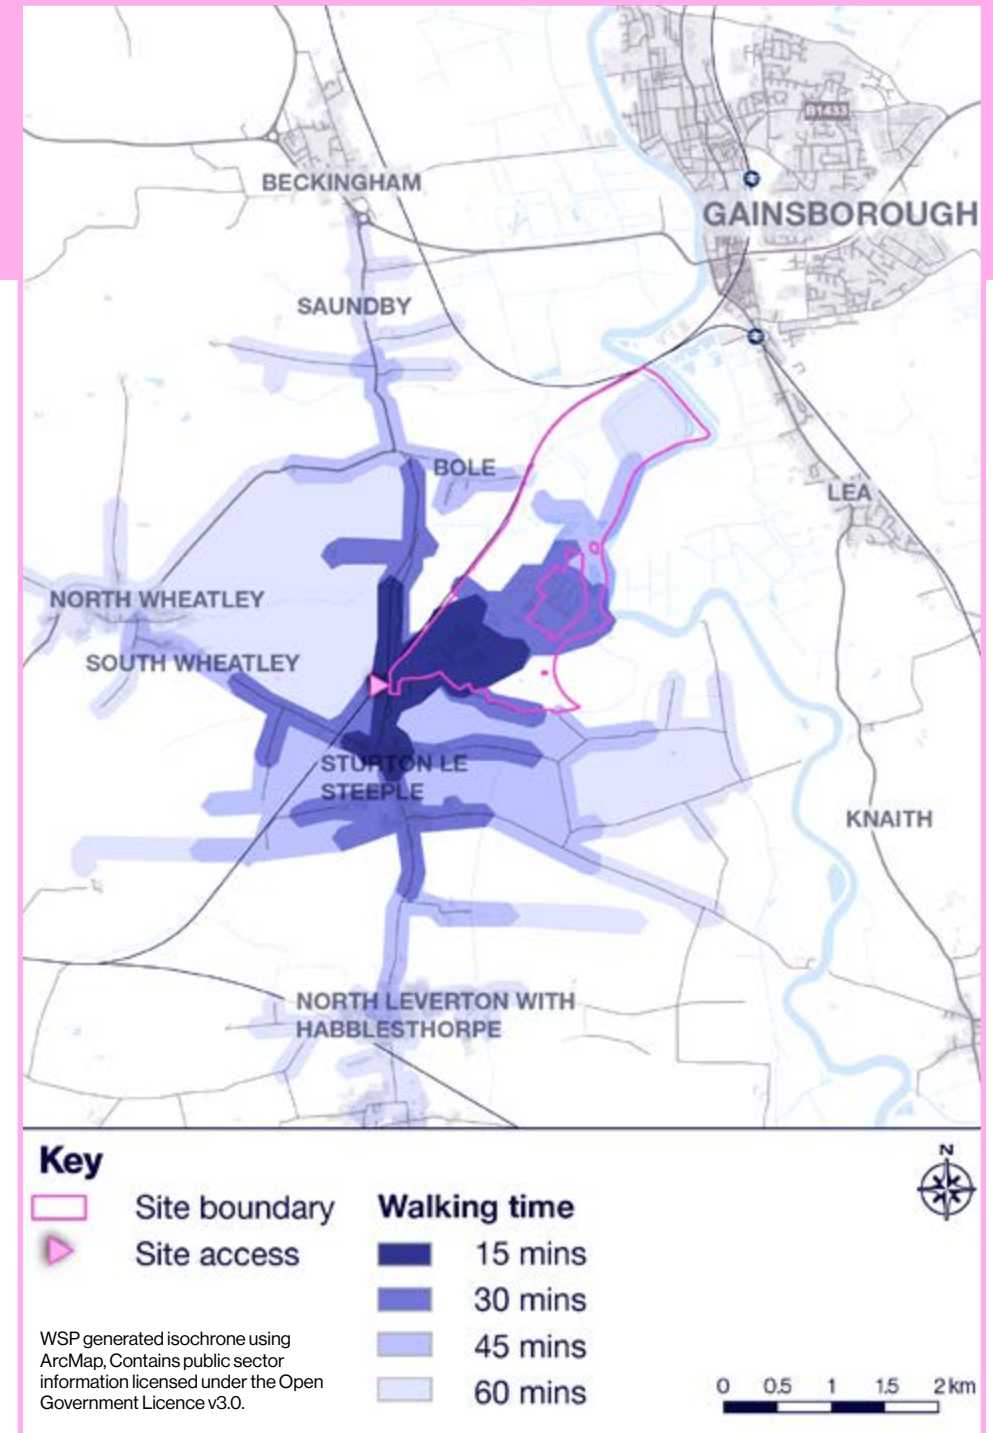 B1433
BECKINGHAM
GAINSBOROUGH
SAUNDBY
BOLE
LEA
NORTH WHEATLEY
SOUTH WHEATLEY
STURTON LE
STEEPLE
KNAITH
NORTH LEVERTON WITH
HABBLESTHORPE
Key
N
Site boundary
Walking time
Site access
15 mins
30 mins
45 mins
60 mins
WSP generated isochrone using
ArcMap, Contains public sector
information licensed under the Open
Government Licence v3.0.
0 0.5 1 1.5 2 km